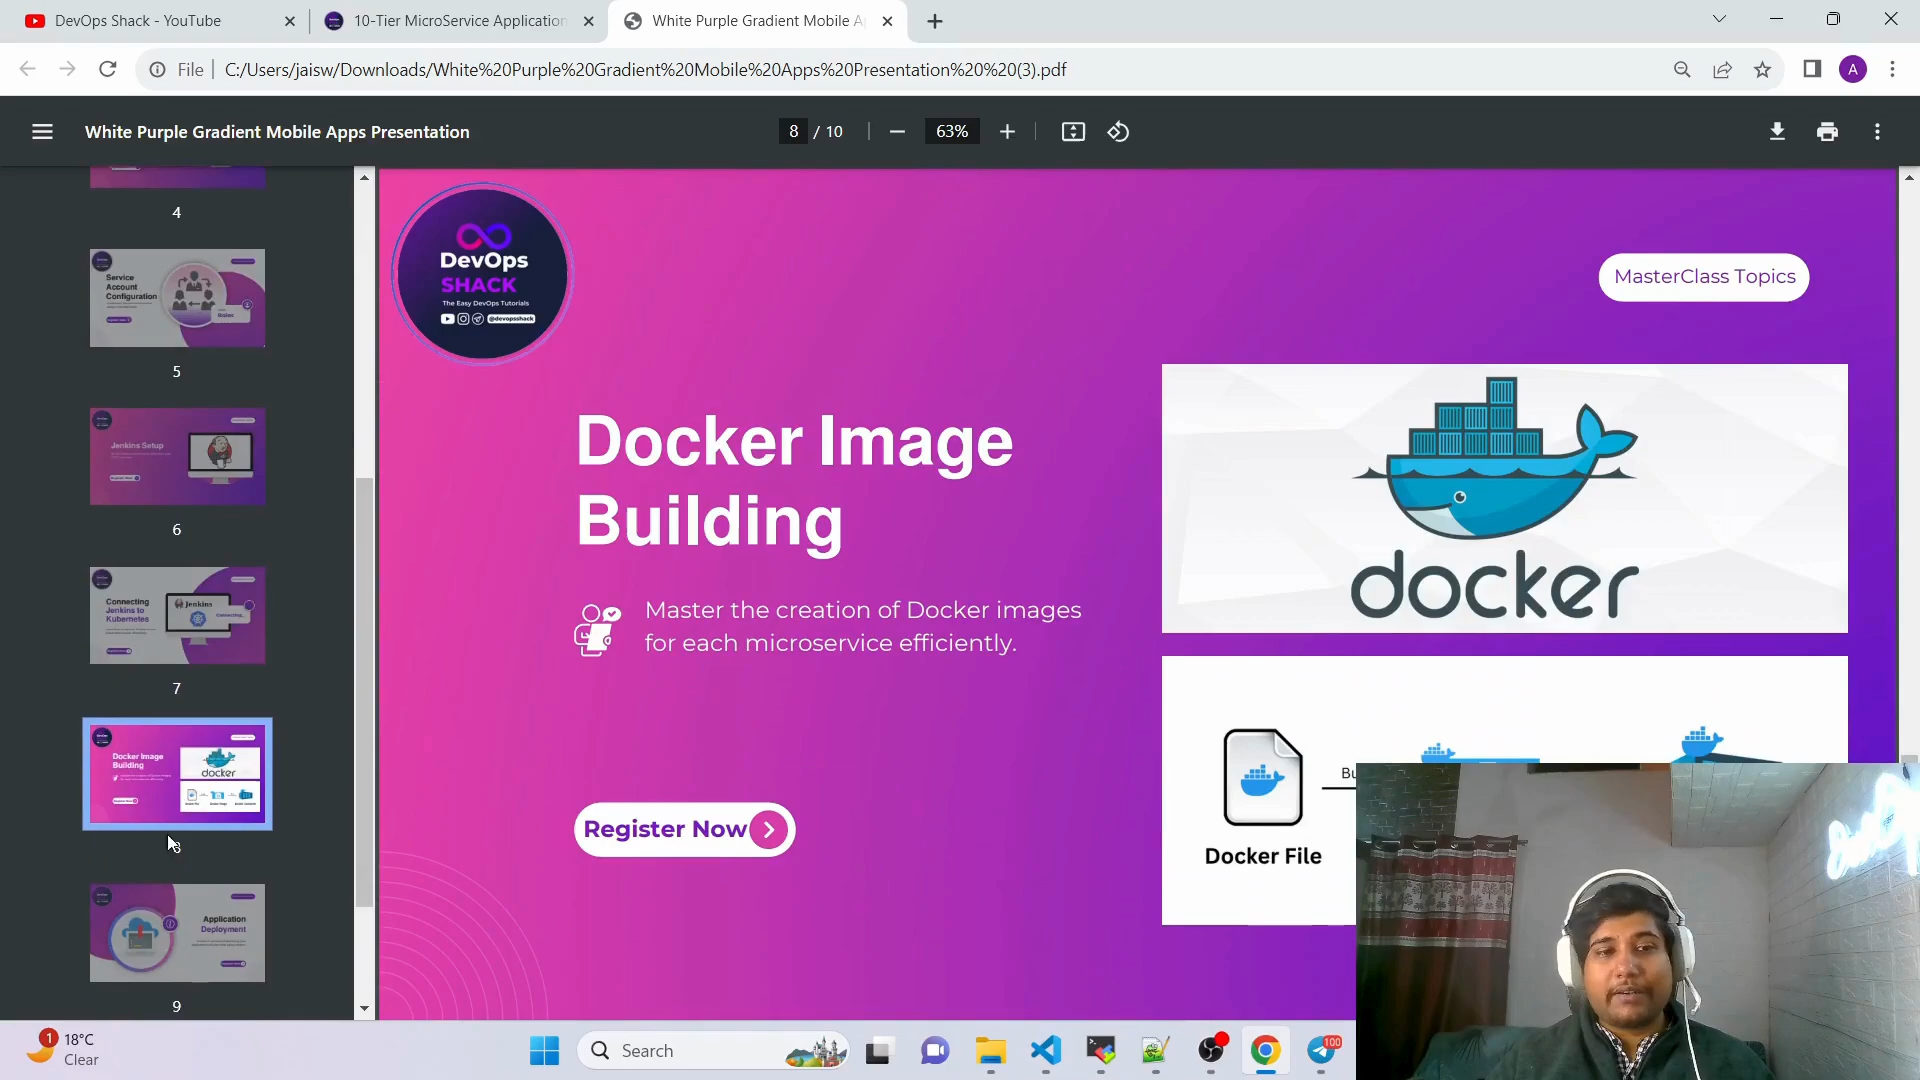 DevOps Shack - YouTube
10-Tier MicroService Application
White Purple Gradient Mobile A
File
C:/Users/jaisw/Downloads/White%20Purple%20Gradient%20Mobile%20Apps%20Presentation%20%20(3).pdf
A
White Purple Gradient Mobile Apps Presentation
8 / 10
63%
4
Service
Account
Configuration
5
Jenkins Setup
6
Connecting
Jenkins to
Kubernetes
Jenkins
7
Docker Image
Building
docker
8
Application
Deployment
9
DevOps
SHACK
The Easy DevOps Tutorials
@devopsshack
MasterClass Topics
Docker Image
Building
Master the creation of Docker images
for each microservice efficiently.
Register Now
docker
Bu
Docker File
1
18°C
Clear
Search
100